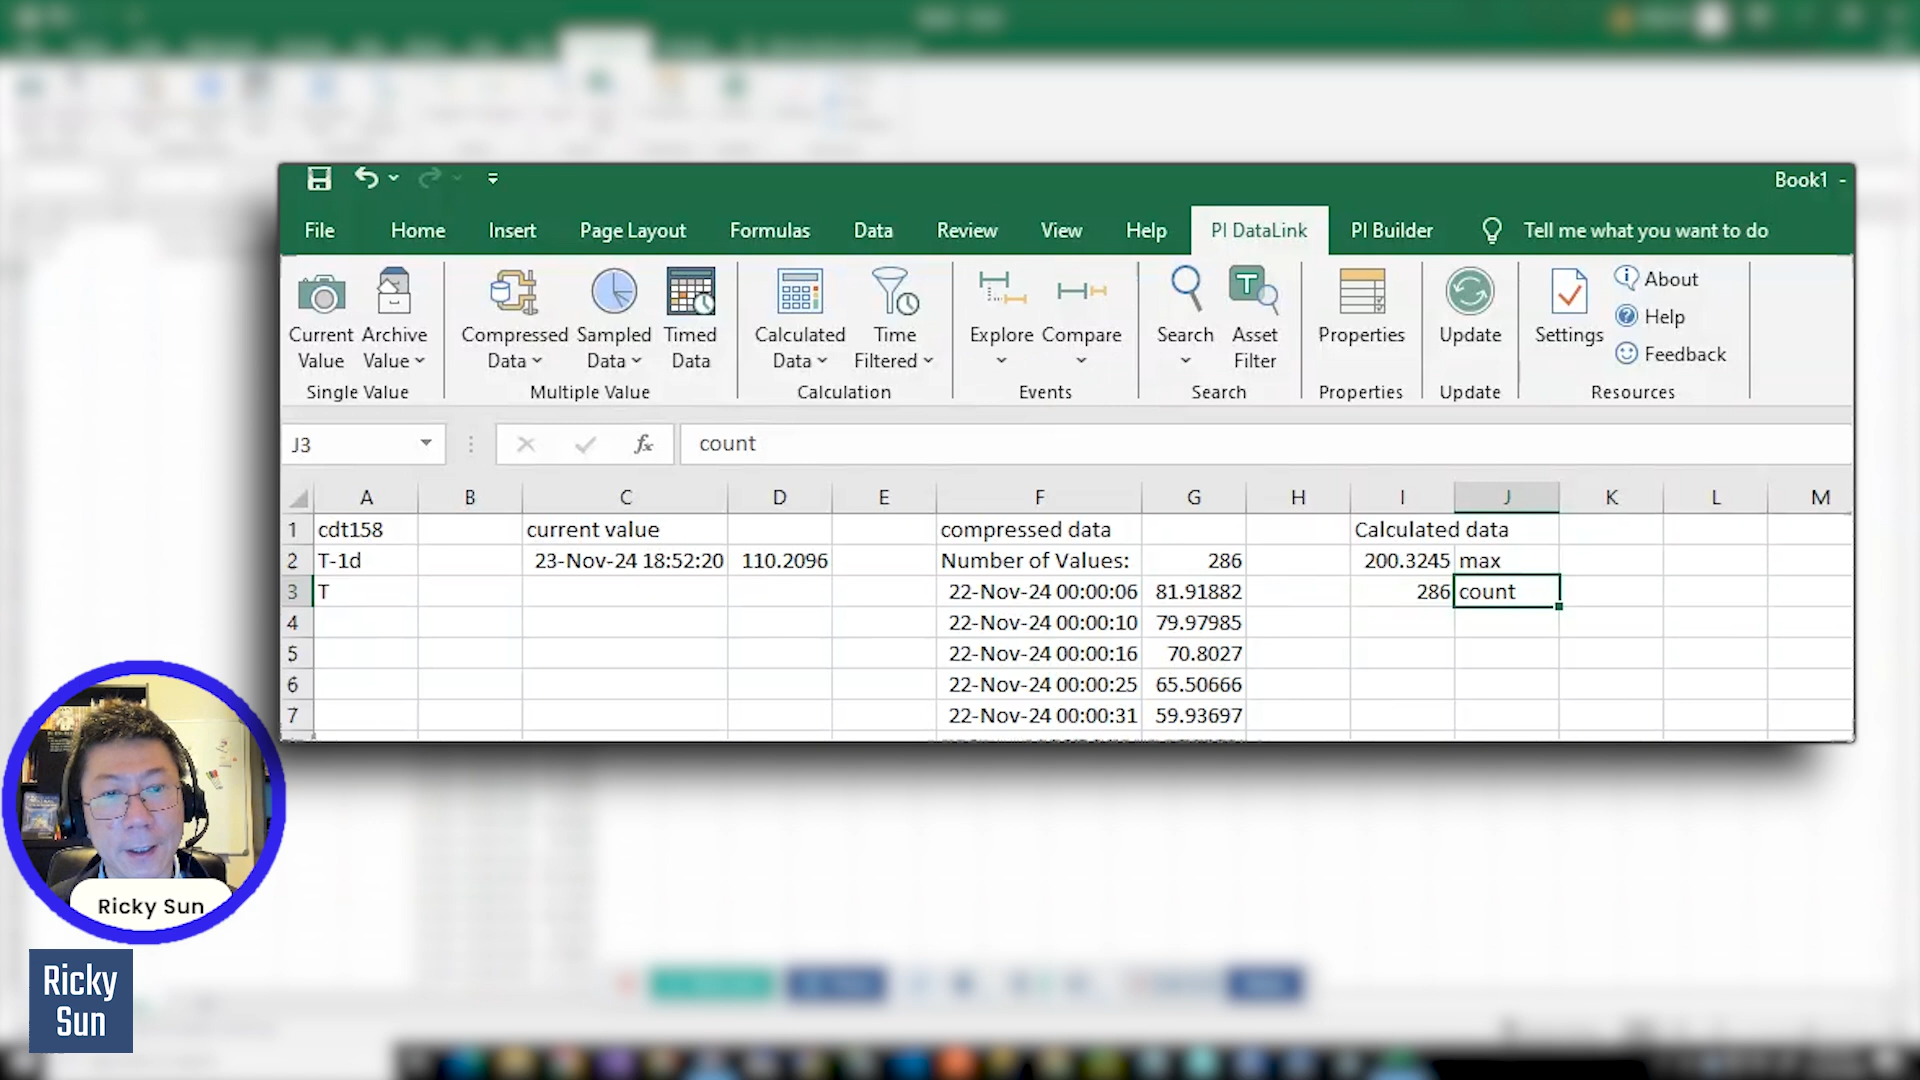 Book1 -
File Home Insert Page Layout Formulas Data Review View Help PI DataLink PI Builder Tell me what you want to do
Current Value
Archive Value
Single Value
Compressed Data
Sampled Data
Timed Data
Multiple Value
Calculated Data
Time Filtered
Calculation
Explore
Compare
Events
Search
Asset Filter
Search
Properties
Properties
Update
Update
Settings
About
Help
Feedback
Resources
J3 fx count
A B C D E F G H I J K L M
1 cdt158 current value compressed data Calculated data
2 T-1d 23-Nov-24 18:52:20 110.2096 Number of Values: 286 200.3245 max
3 T 22-Nov-24 00:00:06 81.91882 286 count
4 22-Nov-24 00:00:10 79.97985
5 22-Nov-24 00:00:16 70.8027
6 22-Nov-24 00:00:25 65.50666
7 22-Nov-24 00:00:31 59.93697
Ricky Sun
Ricky
Sun